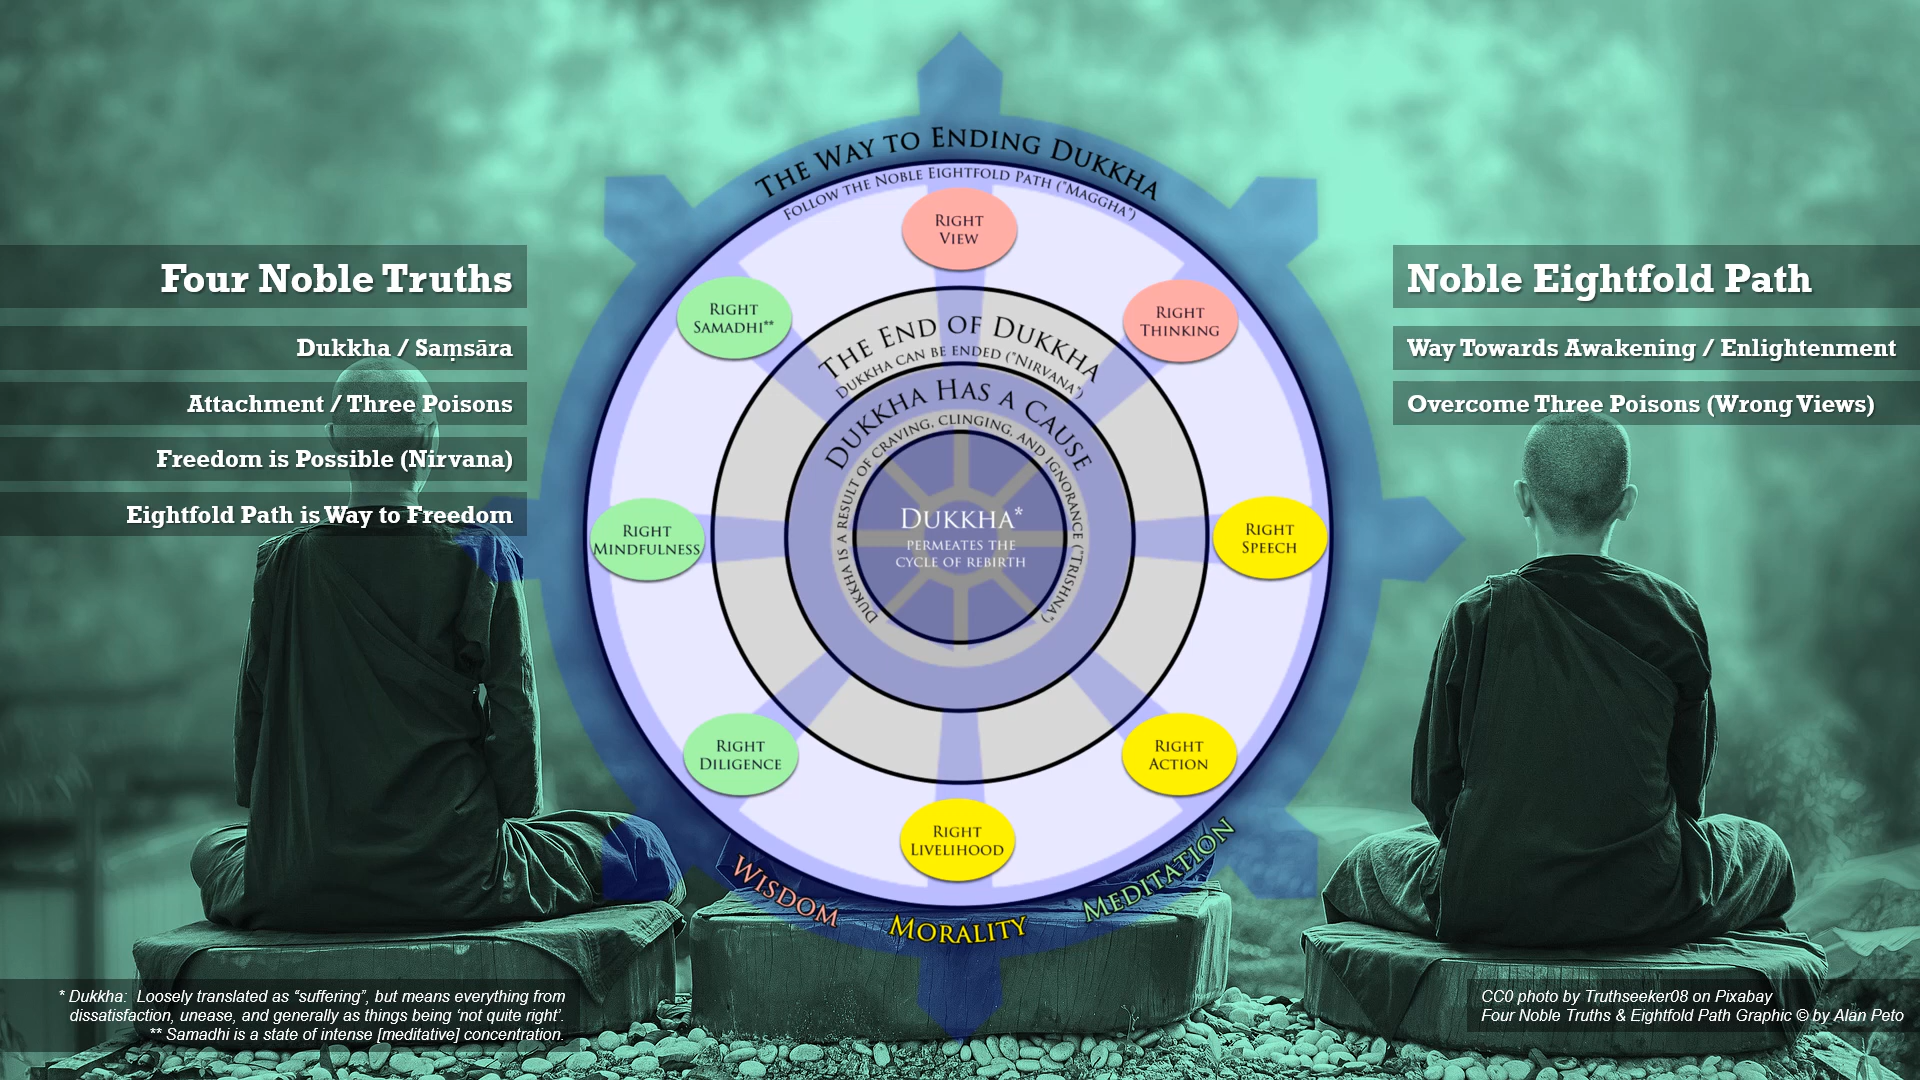 The Way to Ending Dukkha
Follow the Noble Eightfold Path ("Maggha")
Right
View
Right
Thinking
Right
Speech
Right
Action
Right
Livelihood
Right
Diligence
Right
Mindfulness
Right
Samadhi**
The End of Dukkha
Dukkha can be ended ("Nirvana")
Dukkha Has a Cause
Dukkha is a result of craving, clinging, and ignorance ("Trishna")
Dukkha*
permeates the
cycle of rebirth
Wisdom
Morality
Meditation
Four Noble Truths
Dukkha / Saṃsāra
Attachment / Three Poisons
Freedom is Possible (Nirvana)
Eightfold Path is Way to Freedom
Noble Eightfold Path
Way Towards Awakening / Enlightenment
Overcome Three Poisons (Wrong Views)
* Dukkha: Loosely translated as “suffering”, but means everything from
dissatisfaction, unease, and generally as things being ‘not quite right’.
** Samadhi is a state of intense [meditative] concentration.
CC0 photo by Truthseeker08 on Pixabay
Four Noble Truths & Eightfold Path Graphic © by Alan Peto